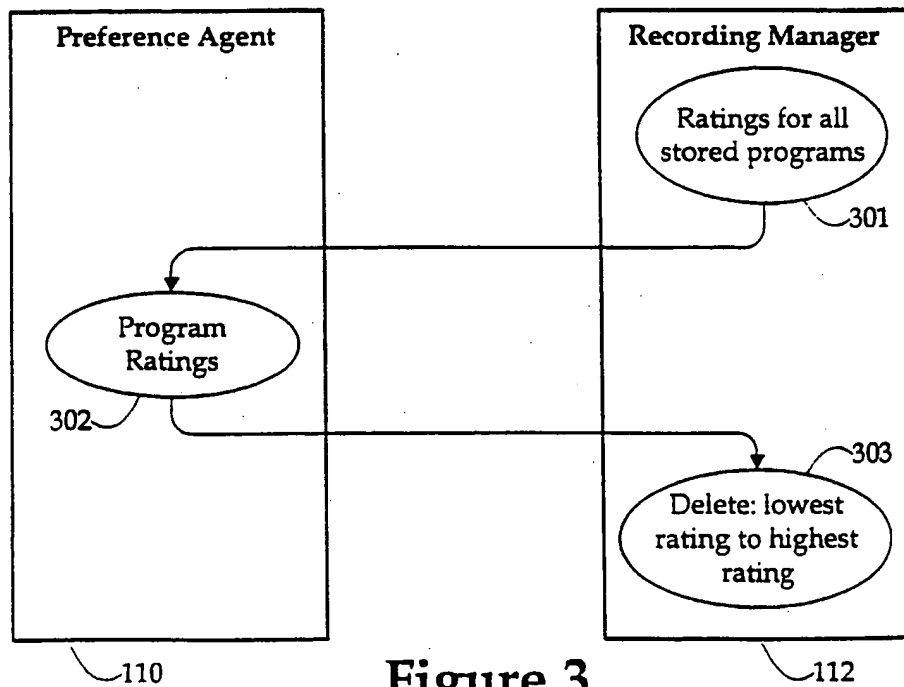 Preference Agent
Recording Manager
Ratings for all
stored programs
301
Program
Ratings
302
303
Delete: lowest
rating to highest
rating
110
112
Figure 3